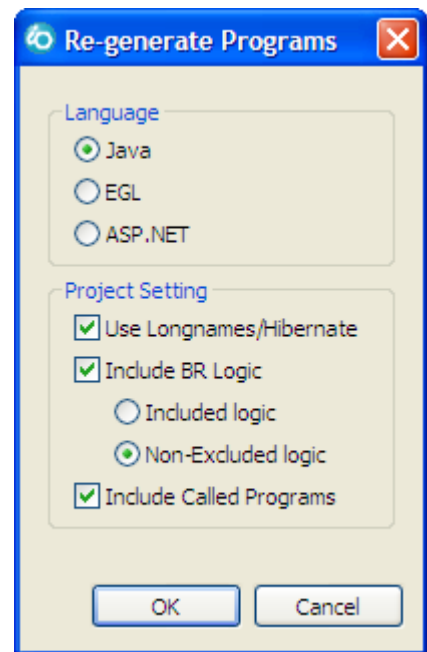 Re-generate Programs
Language
Java
EGL
ASP.NET
Project Setting
Use Longnames/Hibernate
Include BR Logic
Included logic
Non-Excluded logic
Include Called Programs
OK Cancel